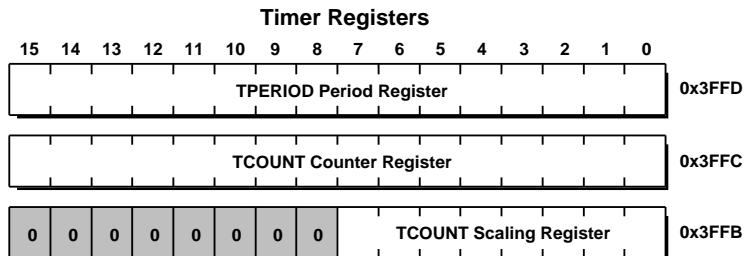 Timer Registers
15 14 13 12 11 10 9 8 7 6 5 4 3 2 1 0
TPERIOD Period Register 0x3FFD
TCOUNT Counter Register 0x3FFC
0 0 0 0 0 0 0 0 TCOUNT Scaling Register 0x3FFB